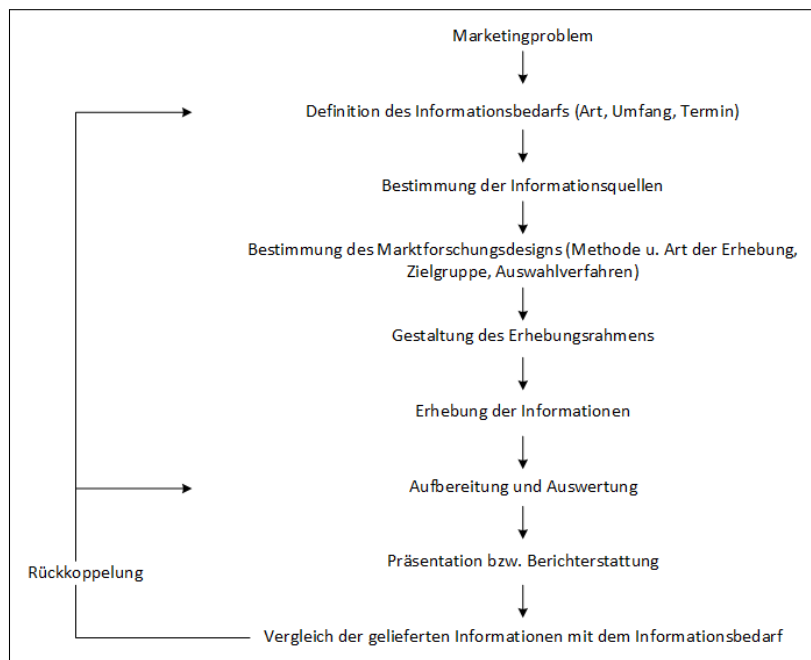 Marketingproblem
Definition des Informationsbedarfs (Art, Umfang, Termin)
Bestimmung der Informationsquellen
Bestimmung des Marktforschungsdesigns (Methode u. Art der Erhebung,
Zielgruppe, Auswahlverfahren)
Gestaltung des Erhebungsrahmens
Erhebung der Informationen
Aufbereitung und Auswertung
Präsentation bzw. Berichterstattung
Rückkoppelung
Vergleich der gelieferten Informationen mit dem Informationsbedarf